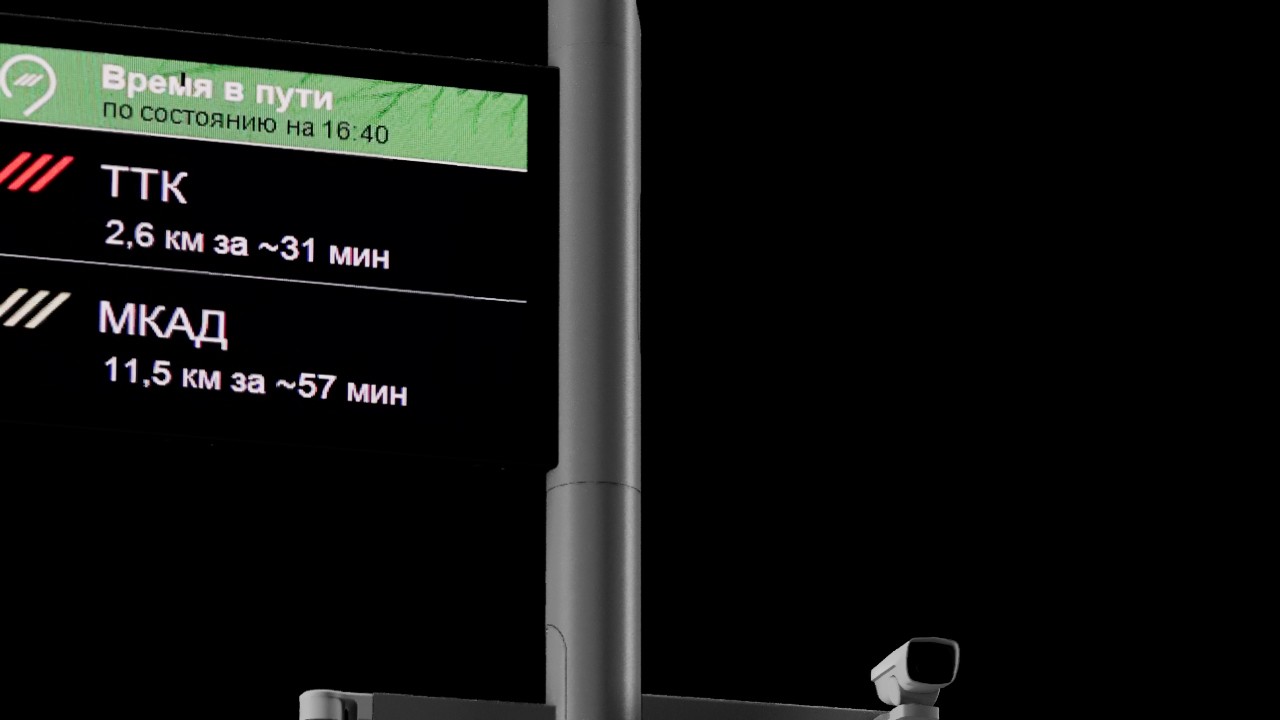 Время в пути
по состоянию на 16:40
ТТК
2,6 км за ~31 мин
МКАД
11,5 км за ~57 мин